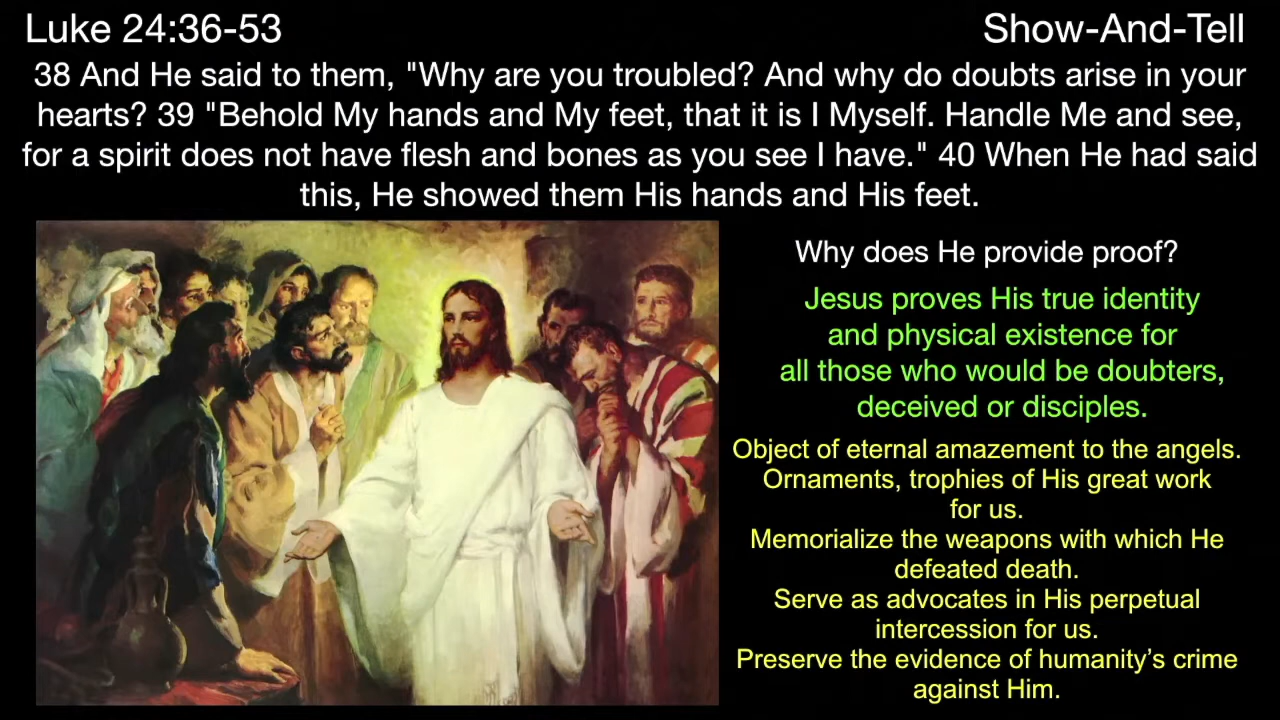 Luke 24:36-53
Show-And-Tell
38 And He said to them, "Why are you troubled? And why do doubts arise in your
hearts? 39 "Behold My hands and My feet, that it is I Myself. Handle Me and see,
for a spirit does not have flesh and bones as you see I have." 40 When He had said
this, He showed them His hands and His feet.
Why does He provide proof?
Jesus proves His true identity
and physical existence for
all those who would be doubters,
deceived or disciples.
Object of eternal amazement to the angels.
Ornaments, trophies of His great work
for us.
Memorialize the weapons with which He
defeated death.
Serve as advocates in His perpetual
intercession for us.
Preserve the evidence of humanity’s crime
against Him.